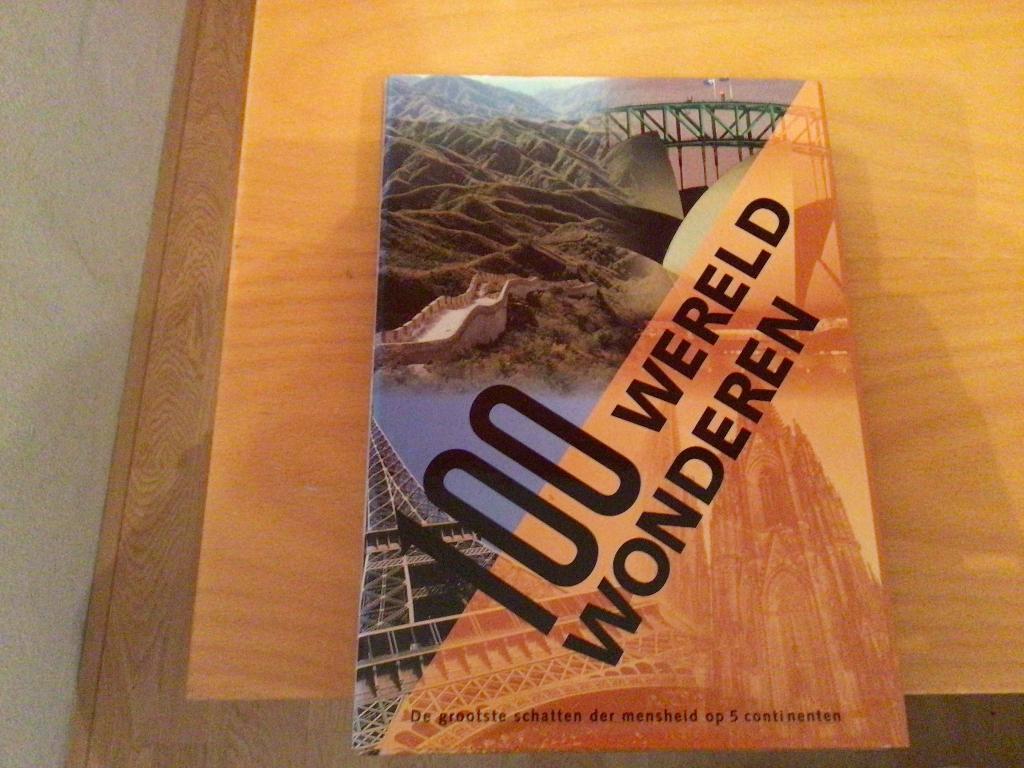 100 WERELD
WONDEREN
De grootste schatten der mensheid op 5 continenten